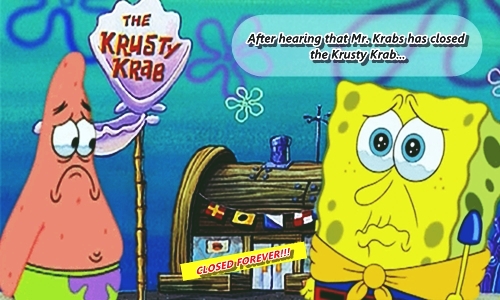 THE
KRUSTY
KRAB
After hearing that Mr. Krabs has closed
the Krusty Krab...
CLOSED FOREVER!!!